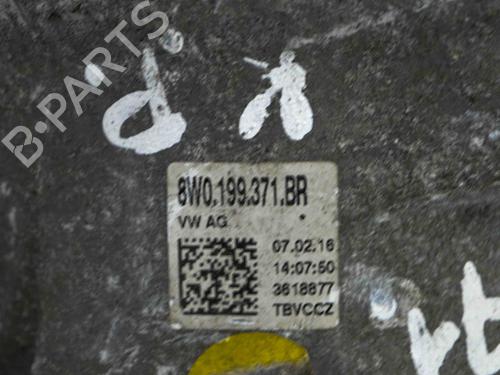 B-PARTS
8W0.199.371.BR
VW AG
07.02.16
14:07:50
3618877
TBVCCZ